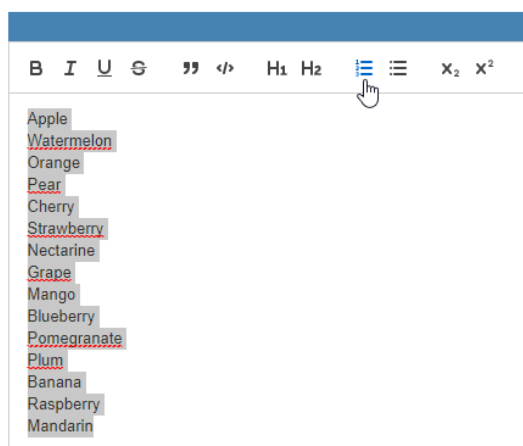 B I U S ” </> H1 H2 X2 X²
Apple
Watermelon
Orange
Pear
Cherry
Strawberry
Nectarine
Grape
Mango
Blueberry
Pomegranate
Plum
Banana
Raspberry
Mandarin